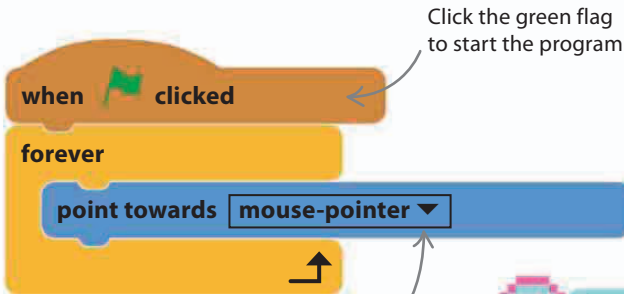 Click the green flag
to start the program
when clicked
forever
point towards mouse-pointer